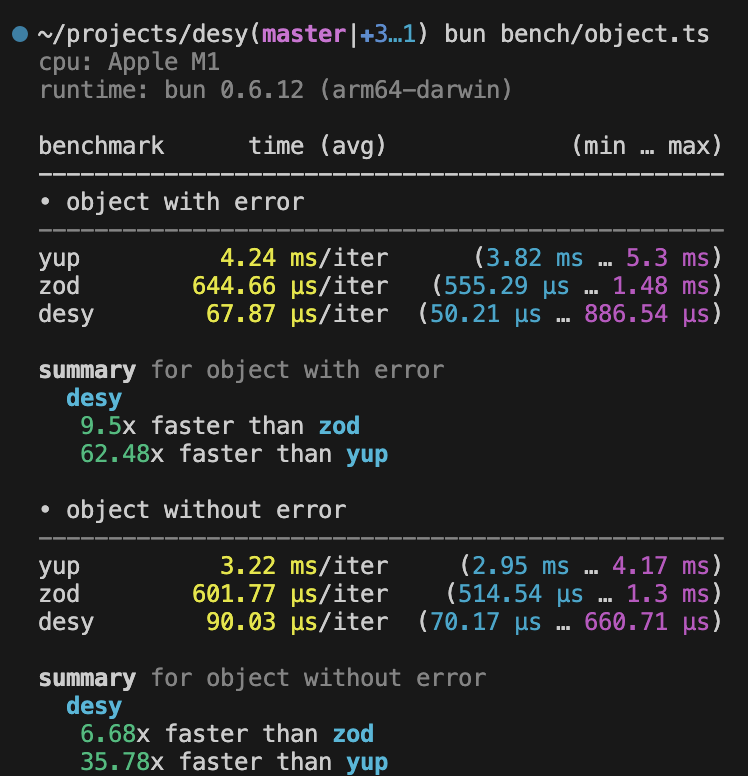 ~/projects/desy(master|✚3…1) bun bench/object.ts
cpu: Apple M1
runtime: bun 0.6.12 (arm64-darwin)
benchmark time (avg) (min … max)
• object with error
yup 4.24 ms/iter (3.82 ms … 5.3 ms)
zod 644.66 µs/iter (555.29 µs … 1.48 ms)
desy 67.87 µs/iter (50.21 µs … 886.54 µs)
summary for object with error
desy
9.5x faster than zod
62.48x faster than yup
• object without error
yup 3.22 ms/iter (2.95 ms … 4.17 ms)
zod 601.77 µs/iter (514.54 µs … 1.3 ms)
desy 90.03 µs/iter (70.17 µs … 660.71 µs)
summary for object without error
desy
6.68x faster than zod
35.78x faster than yup